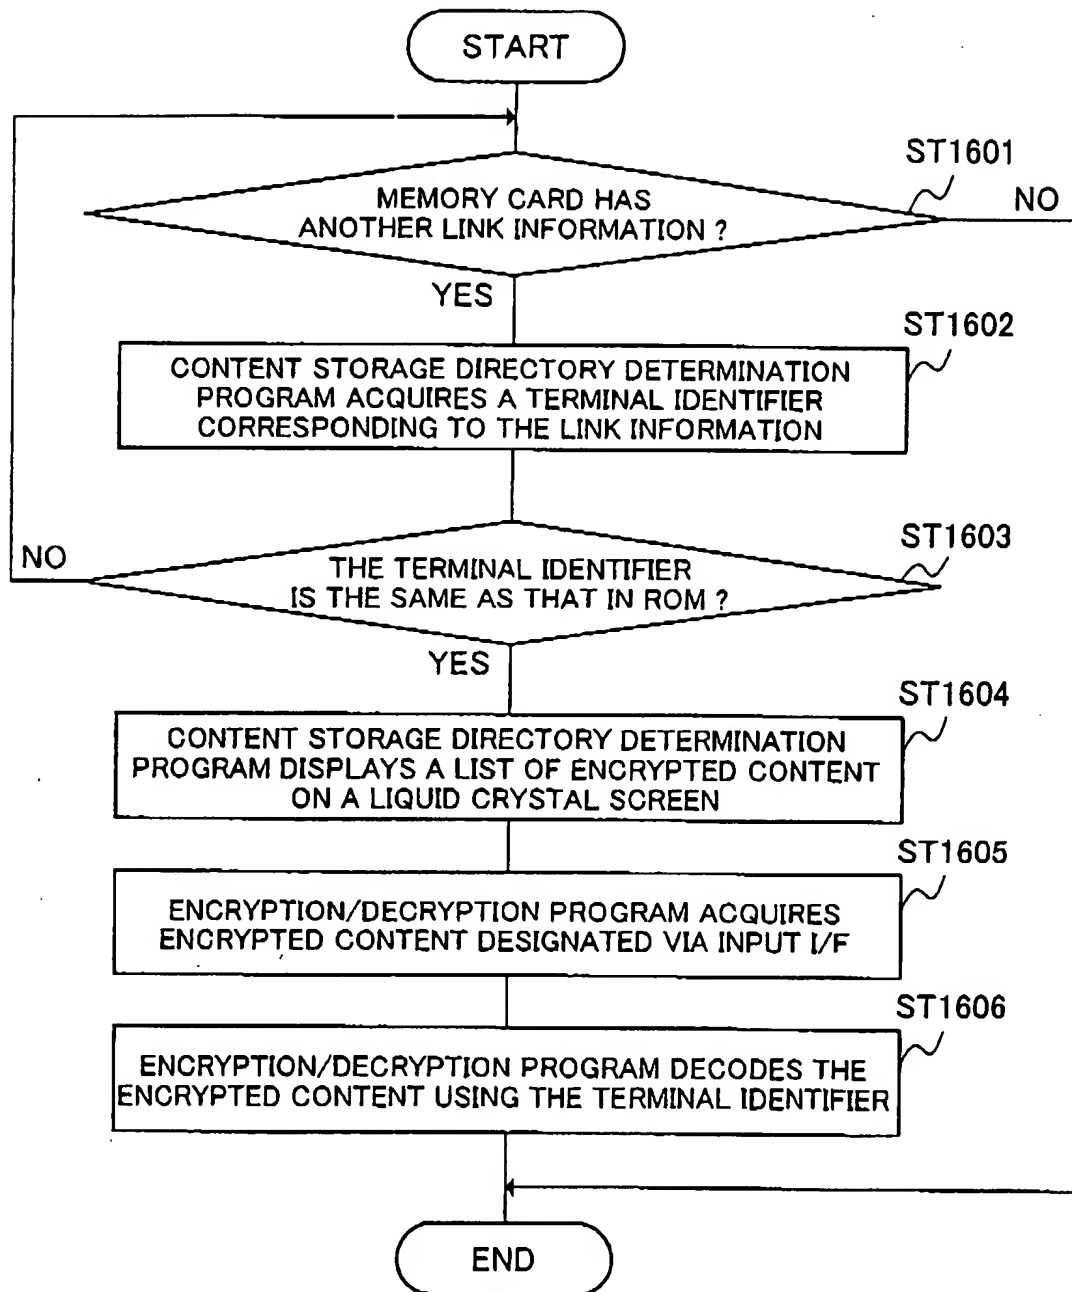 START
ST1601
MEMORY CARD HAS
ANOTHER LINK INFORMATION ?
NO
YES
ST1602
CONTENT STORAGE DIRECTORY DETERMINATION
PROGRAM ACQUIRES A TERMINAL IDENTIFIER
CORRESPONDING TO THE LINK INFORMATION
ST1603
NO
THE TERMINAL IDENTIFIER
IS THE SAME AS THAT IN ROM ?
YES
ST1604
CONTENT STORAGE DIRECTORY DETERMINATION
PROGRAM DISPLAYS A LIST OF ENCRYPTED CONTENT
ON A LIQUID CRYSTAL SCREEN
ST1605
ENCRYPTION/DECRYPTION PROGRAM ACQUIRES
ENCRYPTED CONTENT DESIGNATED VIA INPUT I/F
ST1606
ENCRYPTION/DECRYPTION PROGRAM DECODES THE
ENCRYPTED CONTENT USING THE TERMINAL IDENTIFIER
END